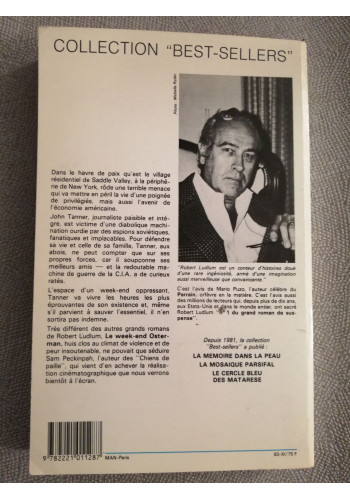 COLLECTION "BEST-SELLERS"
Photo : Michelle Ryder
Dans le havre de paix qu'est le village
résidentiel de Saddle Valley, à la périphé-
rie de New York, rôde une terrible menace
qui va mettre en péril la vie d'une poignée
de privilégiés, mais aussi l'avenir de
l'économie américaine.
John Tanner, journaliste paisible et intè-
gre, est victime d'une diabolique machi-
nation ourdie par des espions soviétiques,
fanatiques et implacables. Pour défendre
sa vie et celle de sa famille, Tanner, aux
abois, ne peut compter que sur ses
propres forces, car il soupçonne ses
meilleurs amis — et la redoutable ma-
chine de guerre de la C.I.A. a de curieux
ratés.
L'espace d'un week-end oppressant,
Tanner va vivre les heures les plus
éprouvantes de son existence et, même
s'il parvient à sauver l'essentiel, il n'en
sortira pas indemne.
Très différent des autres grands romans
de Robert Ludlum, Le week-end Oster-
man, huis clos au climat de violence et de
peur insoutenable, ne pouvait que séduire
Sam Peckinpah, l'auteur des "Chiens de
paille", qui vient d'en achever la réalisa-
tion cinématographique que nous verrons
bientôt à l'écran.
"Robert Ludlum est un conteur d'histoires doué
d'une rare ingéniosité, armé d'une imagination
aussi merveilleuse que convaincante."
C'est l'avis de Mario Puzo, l'auteur célèbre du
Parrain, orfèvre en la matière. C'est l'avis aussi
des millions de lecteurs qui, depuis plus de dix ans,
aux Etats-Unis et dans le monde entier, ont sacré
Robert Ludlum "n° 1 du grand roman de sus-
pense".
Depuis 1981, la collection
"Best-sellers" a publié :
LA MEMOIRE DANS LA PEAU
LA MOSAIQUE PARSIFAL
LE CERCLE BLEU
DES MATARESE
9 782221 011287
MAN-Paris
83-XI/75 F